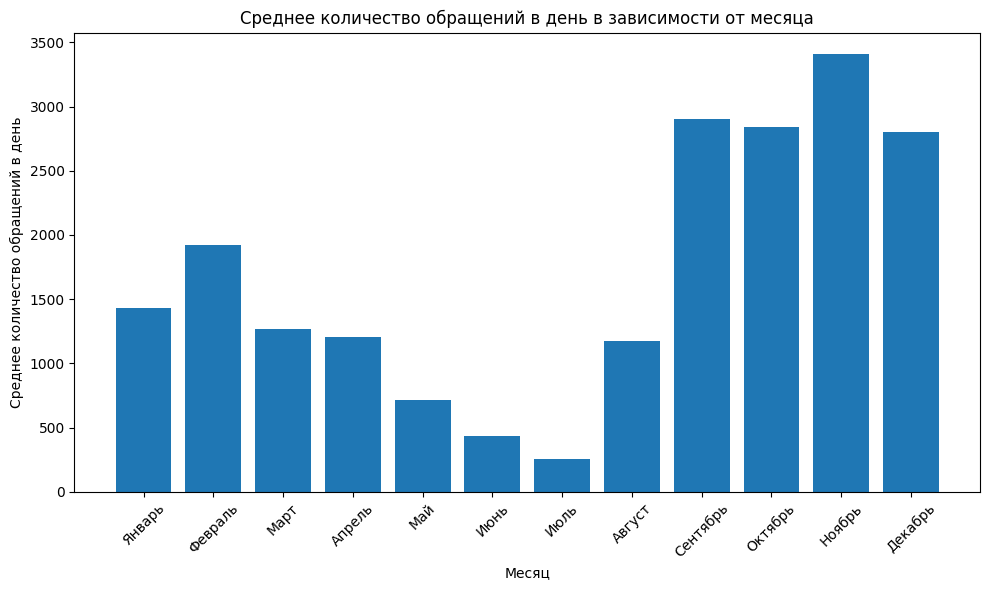 Среднее количество обращений в день в зависимости от месяца
Среднее количество обращений в день
3500
3000
2500
2000
1500
1000
500
0
Январь
Февраль
Март
Апрель
Май
Июнь
Июль
Август
Сентябрь
Октябрь
Ноябрь
Декабрь
Месяц